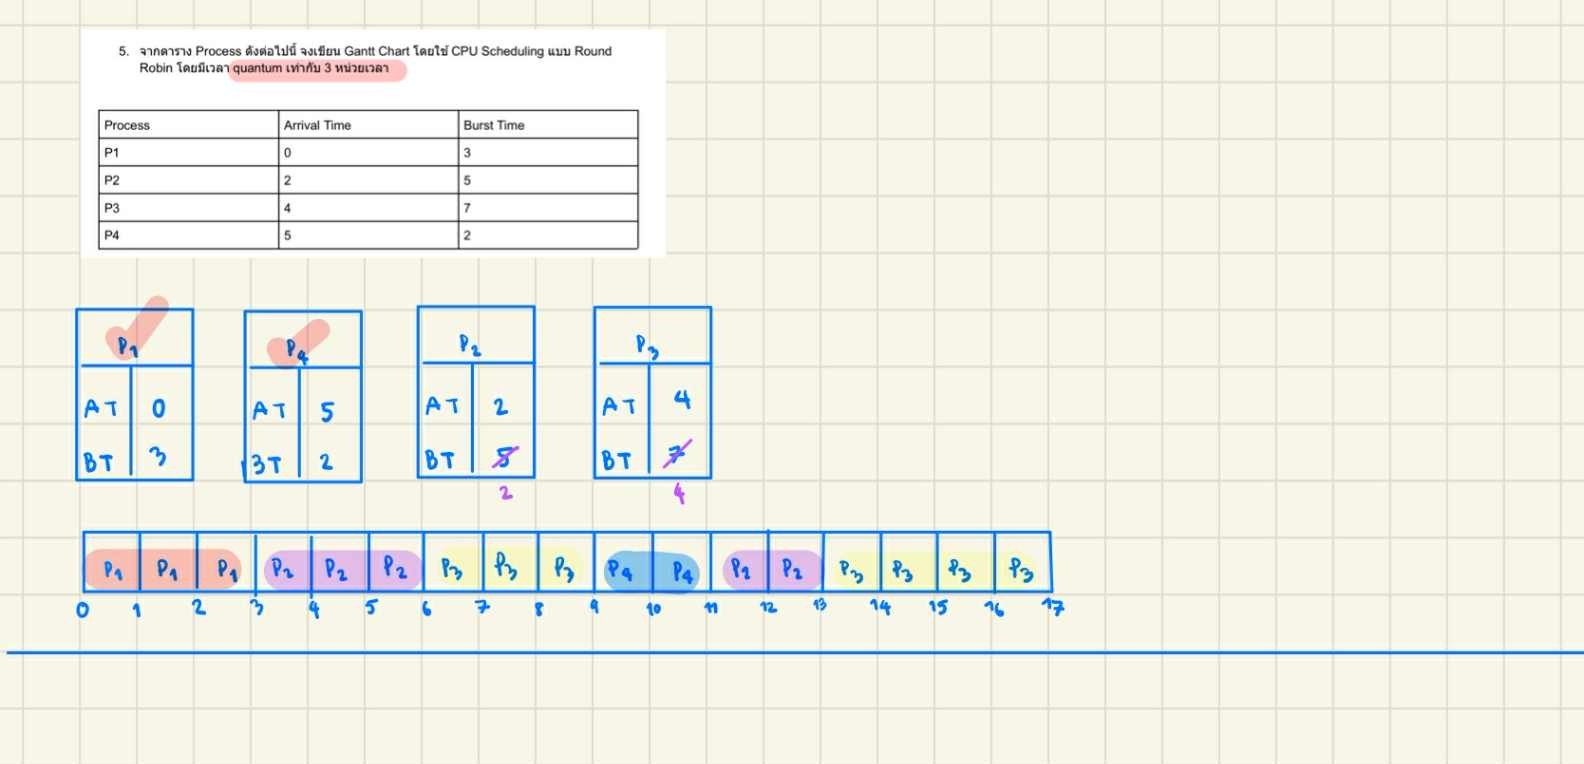 5. จากตาราง Process ดังต่อไปนี้ จงเขียน Gantt Chart โดยใช้ CPU Scheduling แบบ Round
Robin โดยมีเวลา quantum เท่ากับ 3 หน่วยเวลา
Process Arrival Time Burst Time
P1 0 3
P2 2 5
P3 4 7
P4 5 2
P1 P4 P2 P3
AT 0 AT 5 AT 2 AT 4
BT 3 BT 2 BT 5 BT 7
2 4
P1 P1 P1 P2 P2 P2 P3 P3 P3 P4 P4 P2 P2 P3 P3 P3 P3
0 1 2 3 4 5 6 7 8 9 10 11 12 13 14 15 16 17